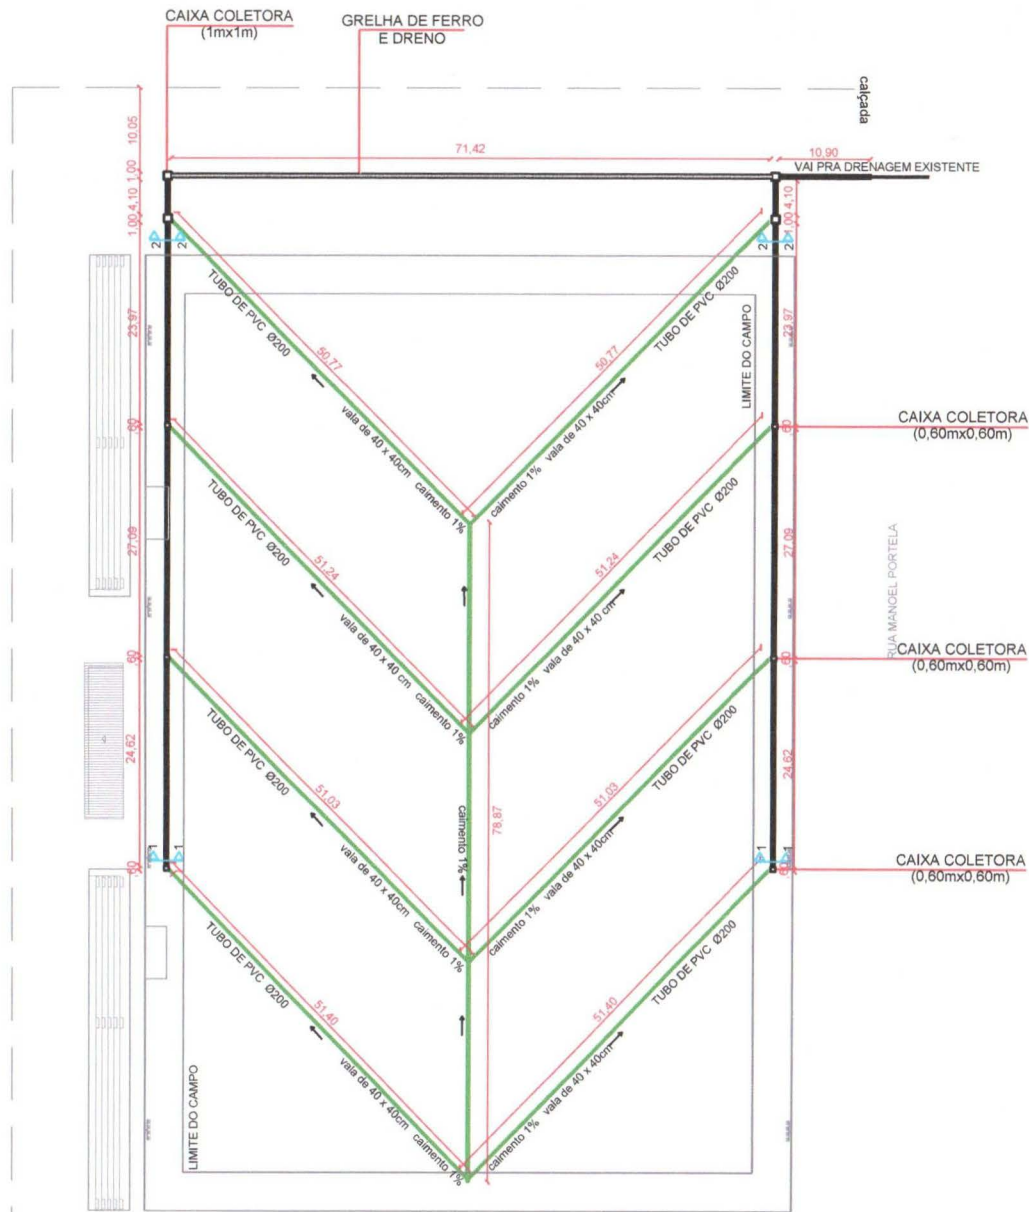 CAIXA COLETORA
(1mx1m)
GRELHA DE FERRO
E DRENO
calçada
10,05
71,42
10,90
VAI PRA DRENAGEM EXISTENTE
1,00
4,10
1,00
1,00 4,10
2 2
2 2
TUBO DE PVC Ø200
TUBO DE PVC Ø200
23,97
23,97
50,77
50,77
LIMITE DO CAMPO
vala de 40 x 40cm
caimento 1%
caimento 1%
vala de 40 x 40cm
,60
,60
CAIXA COLETORA
(0,60mx0,60m)
TUBO DE PVC Ø200
TUBO DE PVC Ø200
27,09
27,09
51,24
51,24
RUA MANOEL PORTELA
vala de 40 x 40 cm
caimento 1%
caimento 1%
vala de 40 x 40 cm
,60
,60
CAIXA COLETORA
(0,60mx0,60m)
TUBO DE PVC Ø200
TUBO DE PVC Ø200
24,62
24,62
51,03
51,03
caimento 1%
78,87
vala de 40 x 40cm
caimento 1%
caimento 1%
vala de 40 x 40cm
1 1
1 1
,60
CAIXA COLETORA
(0,60mx0,60m)
TUBO DE PVC Ø200
TUBO DE PVC Ø200
51,40
51,40
vala de 40 x 40cm
caimento 1%
caimento 1%
vala de 40 x 40cm
LIMITE DO CAMPO